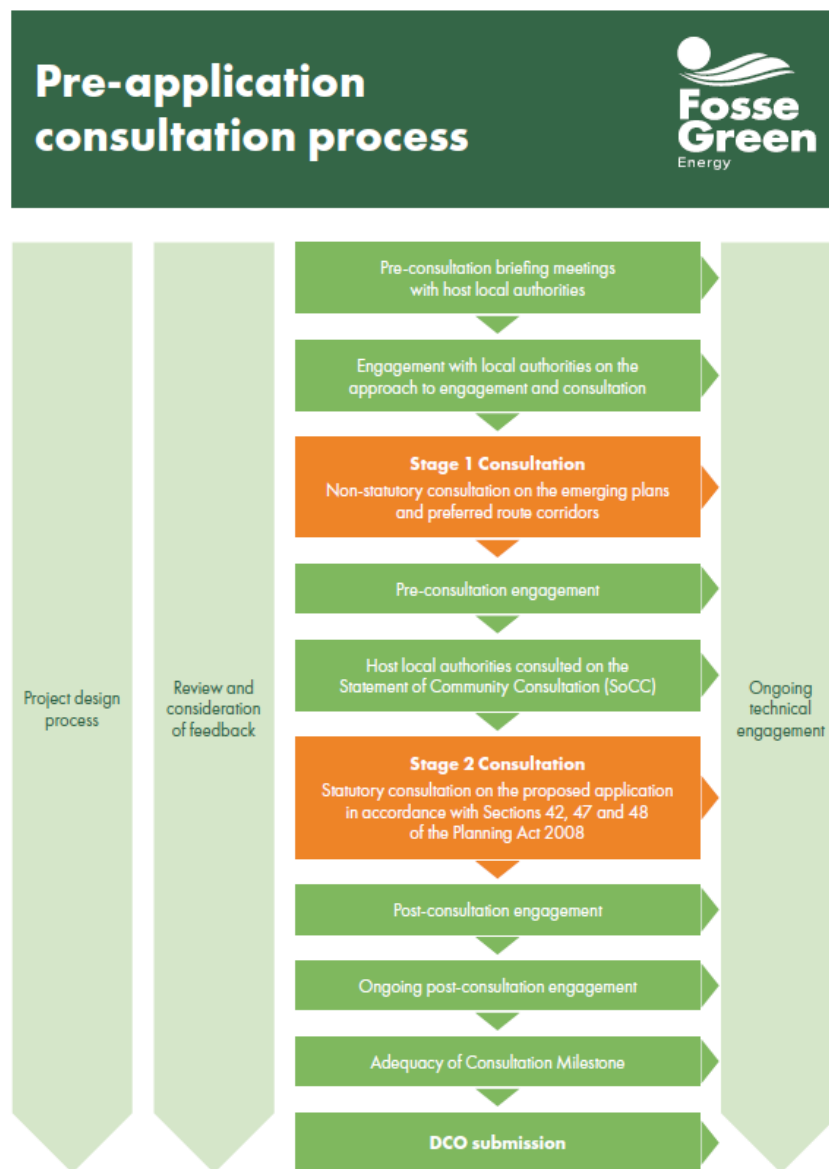 Pre-application
consultation process
Fosse
Green
Energy
Pre-consultation briefing meetings
with host local authorities
Engagement with local authorities on the
approach to engagement and consultation
Stage 1 Consultation
Non-statutory consultation on the emerging plans
and preferred route corridors
Pre-consultation engagement
Host local authorities consulted on the
Statement of Community Consultation (SoCC)
Project design
process
Review and
consideration
of feedback
Ongoing
technical
engagement
Stage 2 Consultation
Statutory consultation on the proposed application
in accordance with Sections 42, 47 and 48
of the Planning Act 2008
Post-consultation engagement
Ongoing post-consultation engagement
Adequacy of Consultation Milestone
DCO submission